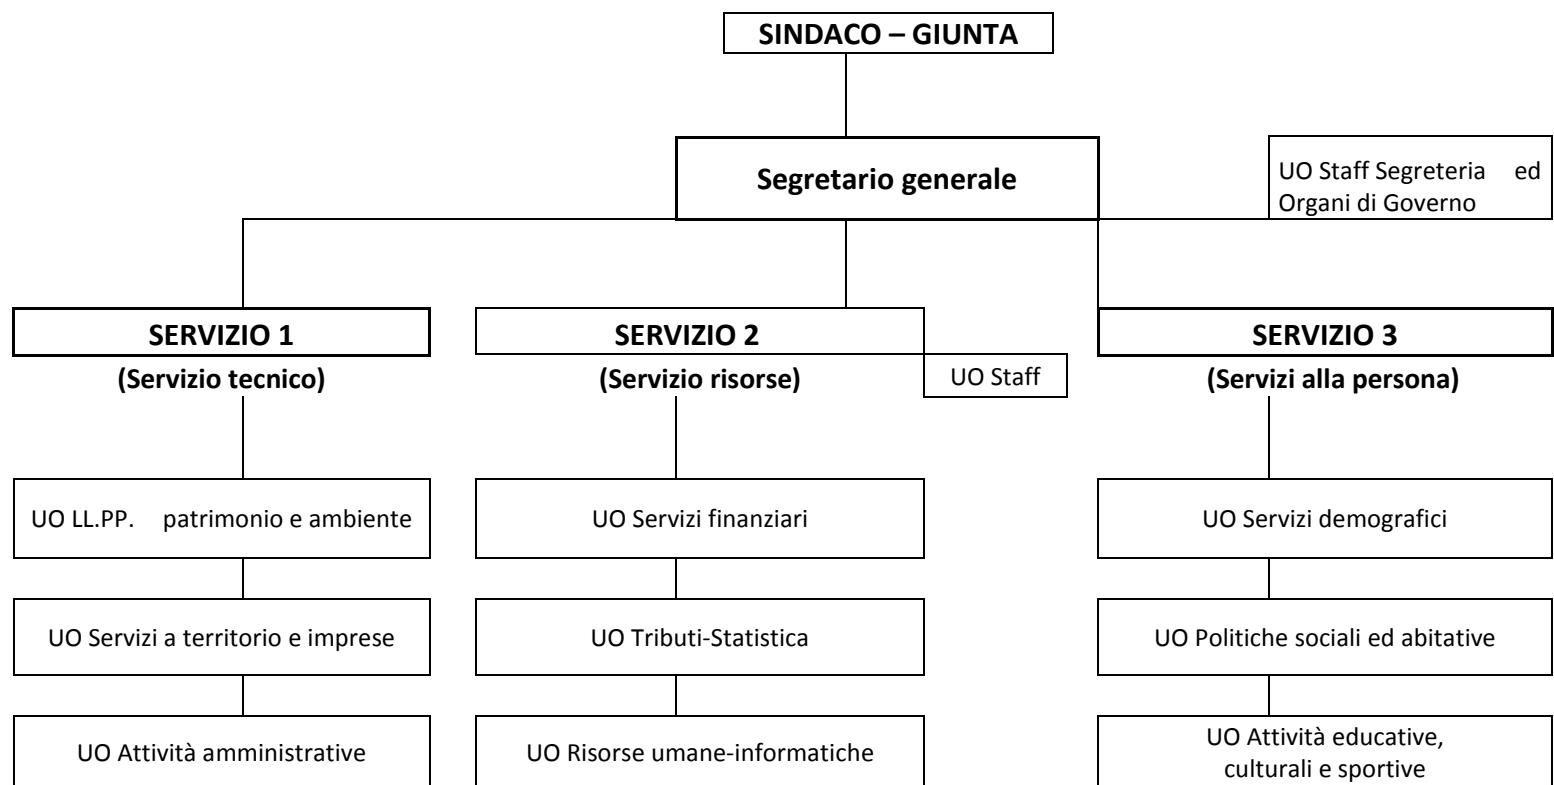 SINDACO – GIUNTA
Segretario generale
UO Staff Segreteria ed
Organi di Governo
SERVIZIO 1
(Servizio tecnico)
SERVIZIO 2
(Servizio risorse)
UO Staff
SERVIZIO 3
(Servizi alla persona)
UO LL.PP. patrimonio e ambiente
UO Servizi finanziari
UO Servizi demografici
UO Servizi a territorio e imprese
UO Tributi-Statistica
UO Politiche sociali ed abitative
UO Attività amministrative
UO Risorse umane-informatiche
UO Attività educative,
culturali e sportive